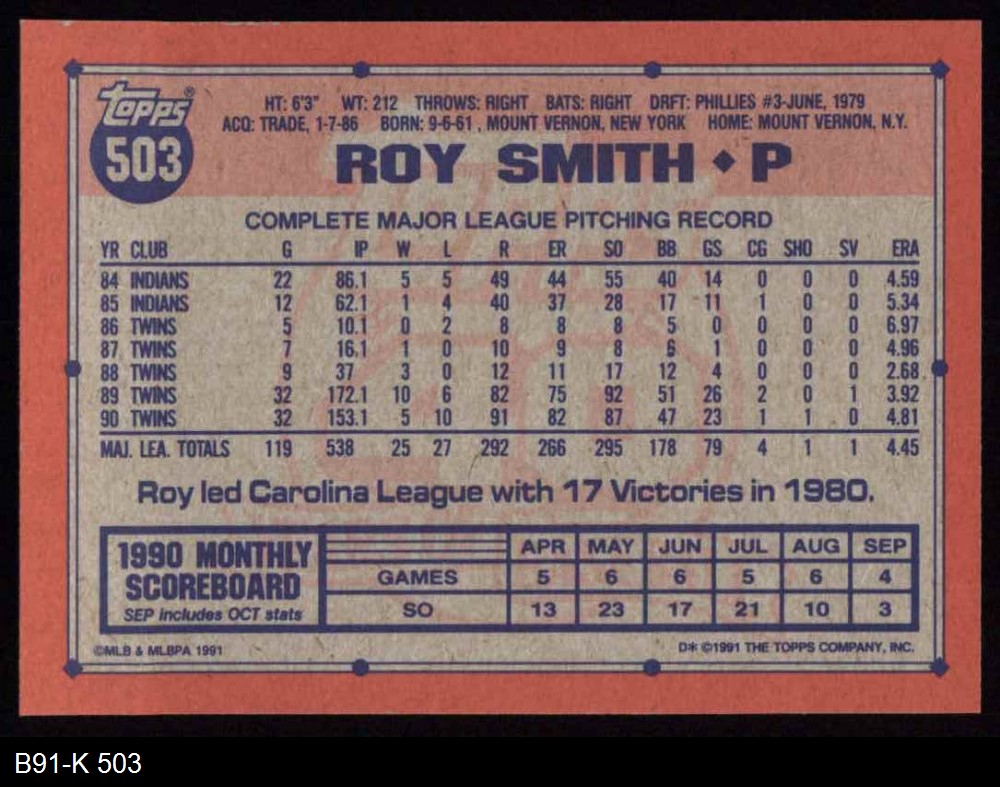 Topps®
503
HT: 6'3" WT: 212 THROWS: RIGHT BATS: RIGHT DRFT: PHILLIES #3-JUNE, 1979
ACQ: TRADE, 1-7-86 BORN: 9-6-61, MOUNT VERNON, NEW YORK HOME: MOUNT VERNON, N.Y.
ROY SMITH ◆ P
COMPLETE MAJOR LEAGUE PITCHING RECORD
YR CLUB G IP W L R ER SO BB GS CG SHO SV ERA
84 INDIANS 22 86.1 5 5 49 44 55 40 14 0 0 0 4.59
85 INDIANS 12 62.1 1 4 40 37 28 17 11 1 0 0 5.34
86 TWINS 5 10.1 0 2 8 8 8 5 0 0 0 0 6.97
87 TWINS 7 16.1 1 0 10 9 8 6 1 0 0 0 4.96
88 TWINS 9 37 3 0 12 11 17 12 4 0 0 0 2.68
89 TWINS 32 172.1 10 6 82 75 92 51 26 2 0 1 3.92
90 TWINS 32 153.1 5 10 91 82 87 47 23 1 1 0 4.81
MAJ. LEA. TOTALS 119 538 25 27 292 266 295 178 79 4 1 1 4.45
Roy led Carolina League with 17 Victories in 1980.
1990 MONTHLY
SCOREBOARD
SEP includes OCT stats
APR MAY JUN JUL AUG SEP
GAMES 5 6 6 5 6 4
SO 13 23 17 21 10 3
©MLB & MLBPA 1991
D* ©1991 THE TOPPS COMPANY, INC.
B91-K 503